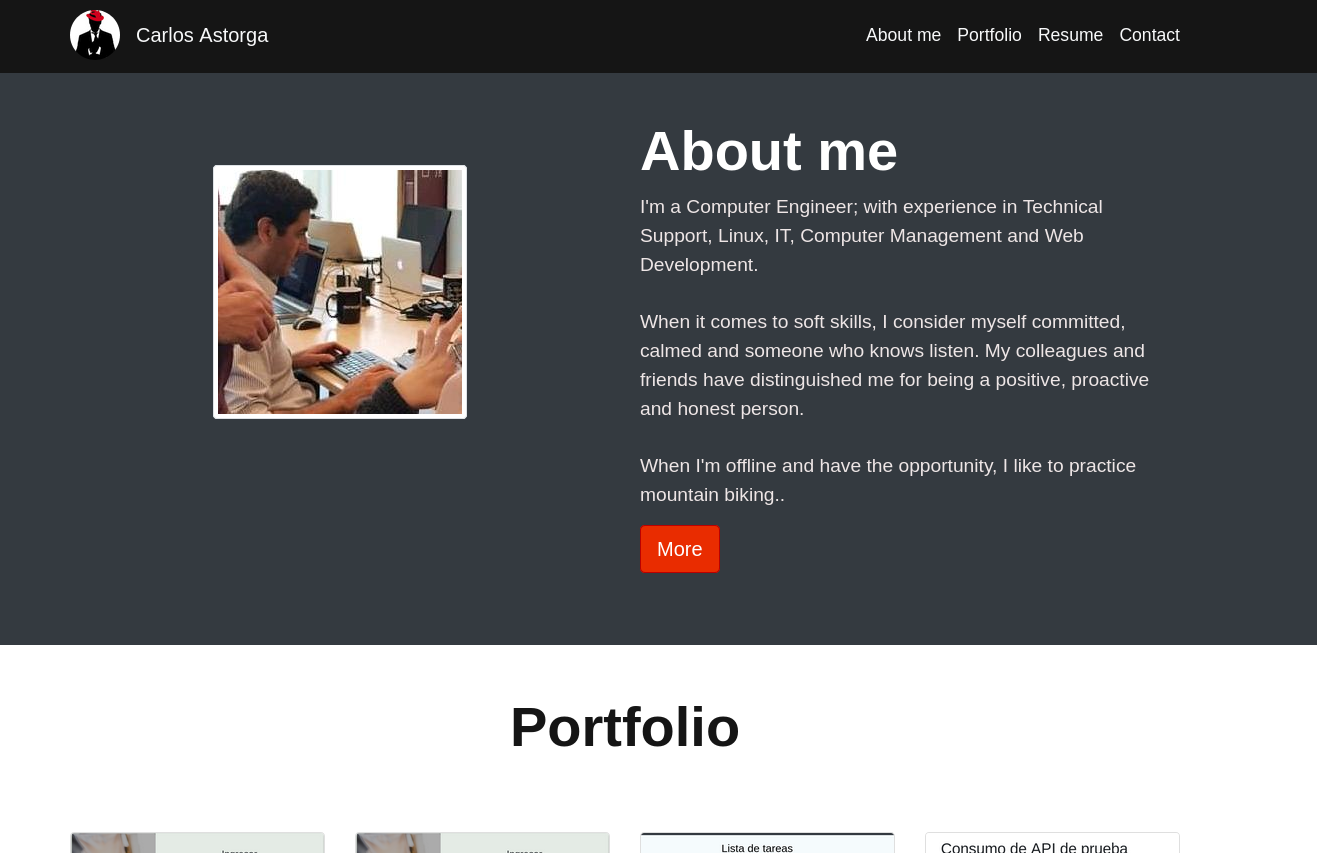 Carlos Astorga
About me Portfolio Resume Contact
About me
I'm a Computer Engineer; with experience in Technical
Support, Linux, IT, Computer Management and Web
Development.
When it comes to soft skills, I consider myself committed,
calmed and someone who knows listen. My colleagues and
friends have distinguished me for being a positive, proactive
and honest person.
When I'm offline and have the opportunity, I like to practice
mountain biking..
More
Portfolio
Lista de tareas
Consumo de API de prueba